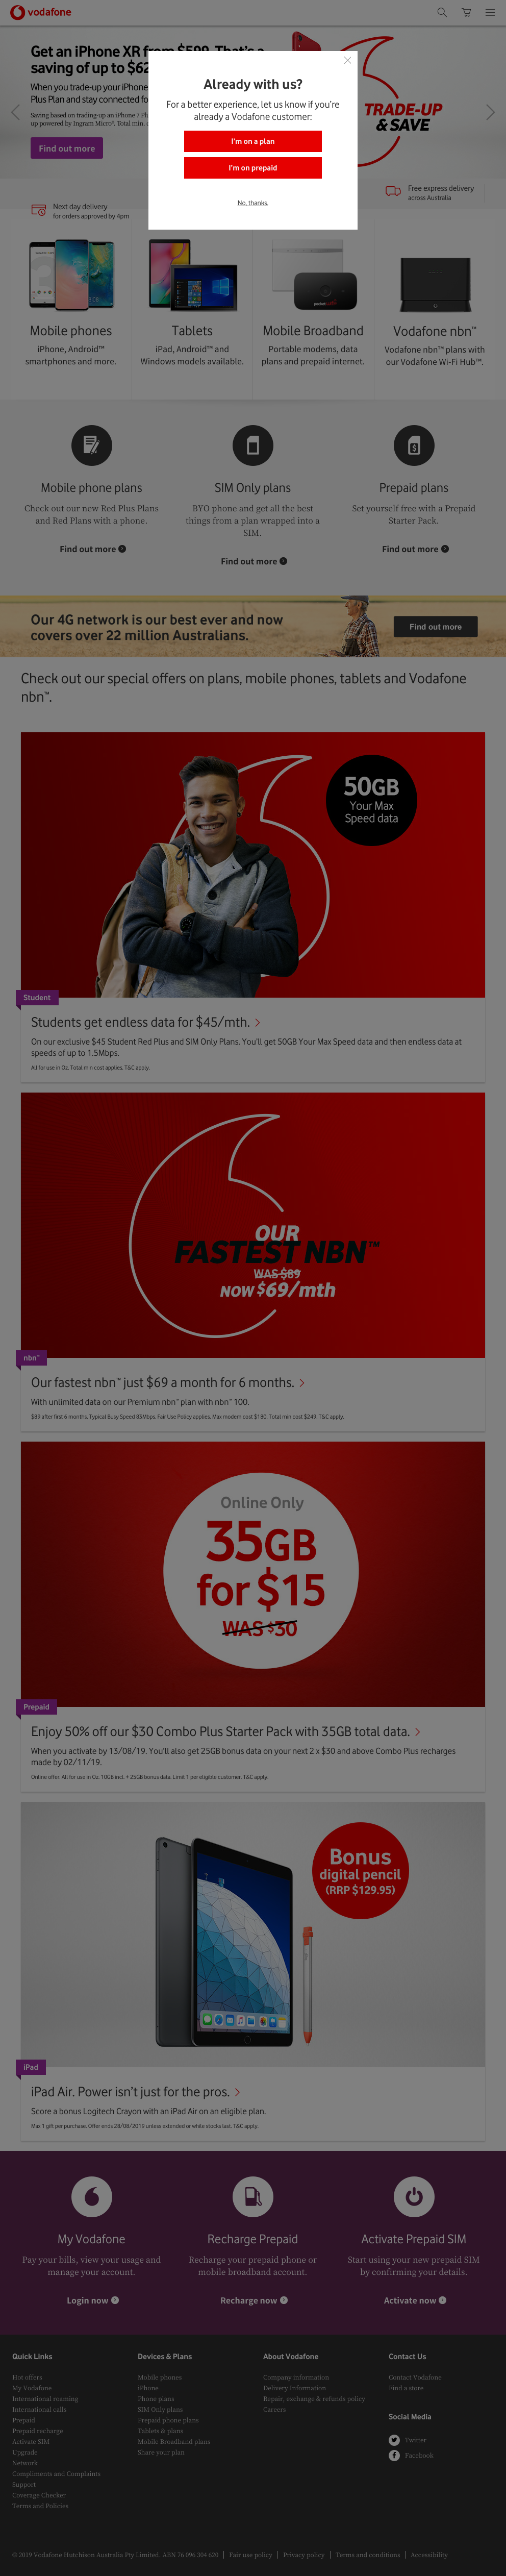 vodafone
Get an iPhone XR from $599. That's a
saving of up to $62
When you trade-up your iPhone
Plus Plan and stay connected fo
Saving based on trading-up an iPhone 7 Pl
up powered by Ingram Micro®. Total min. c
TRADE-UP
& SAVE
Find out more
Already with us?
For a better experience, let us know if you're
already a Vodafone customer:
I'm on a plan
I'm on prepaid
No, thanks.
Next day delivery
for orders approved by 4pm
Free express delivery
across Australia
Mobile phones
iPhone, Android™
smartphones and more.
Tablets
iPad, Android™ and
Windows models available.
Mobile Broadband
Portable modems, data
plans and prepaid internet.
Vodafone nbn™
Vodafone nbn™ plans with
our Vodafone Wi-Fi Hub™.
Mobile phone plans
Check out our new Red Plus Plans
and Red Plans with a phone.
Find out more
SIM Only plans
BYO phone and get all the best
things from a plan wrapped into a
SIM.
Find out more
Prepaid plans
Set yourself free with a Prepaid
Starter Pack.
Find out more
Our 4G network is our best ever and now
covers over 22 million Australians.
Find out more
Check out our special offers on plans, mobile phones, tablets and Vodafone
nbn™.
50GB
Your Max
Speed data
Student
Students get endless data for $45/mth.
On our exclusive $45 Student Red Plus and SIM Only Plans. You'll get 50GB Your Max Speed data and then endless data at
speeds of up to 1.5Mbps.
All for use in Oz. Total min cost applies. T&C apply.
OUR
FASTEST NBN™
WAS $89
NOW $69/mth
nbn™
Our fastest nbn™ just $69 a month for 6 months.
With unlimited data on our Premium nbn™ plan with nbn™ 100.
$89 after first 6 months. Typical Busy Speed 83Mbps. Fair Use Policy applies. Max modem cost $180. Total min cost $249. T&C apply.
Online Only
35GB
for $15
WAS $30
Prepaid
Enjoy 50% off our $30 Combo Plus Starter Pack with 35GB total data.
When you activate by 13/08/19. You'll also get 25GB bonus data on your next 2 x $30 and above Combo Plus recharges
made by 02/11/19.
Online offer. All for use in Oz. 10GB incl. + 25GB bonus data. Limit 1 per eligible customer. T&C apply.
Bonus
digital pencil
(RRP $129.95)
iPad
iPad Air. Power isn't just for the pros.
Score a bonus Logitech Crayon with an iPad Air on an eligible plan.
Max 1 gift per purchase. Offer ends 28/08/2019 unless extended or while stocks last. T&C apply.
My Vodafone
Pay your bills, view your usage and
manage your account.
Login now
Recharge Prepaid
Recharge your prepaid phone or
mobile broadband account.
Recharge now
Activate Prepaid SIM
Start using your new prepaid SIM
by confirming your details.
Activate now
Quick Links
Hot offers
My Vodafone
International roaming
International calls
Prepaid
Prepaid recharge
Activate SIM
Upgrade
Network
Compliments and Complaints
Support
Coverage Checker
Terms and Policies
Devices & Plans
Mobile phones
iPhone
Phone plans
SIM Only plans
Prepaid phone plans
Tablets & plans
Mobile Broadband plans
Share your plan
About Vodafone
Company information
Delivery Information
Repair, exchange & refunds policy
Careers
Contact Us
Contact Vodafone
Find a store
Social Media
Twitter
Facebook
© 2019 Vodafone Hutchison Australia Pty Limited. ABN 76 096 304 620 | Fair use policy | Privacy policy | Terms and conditions | Accessibility